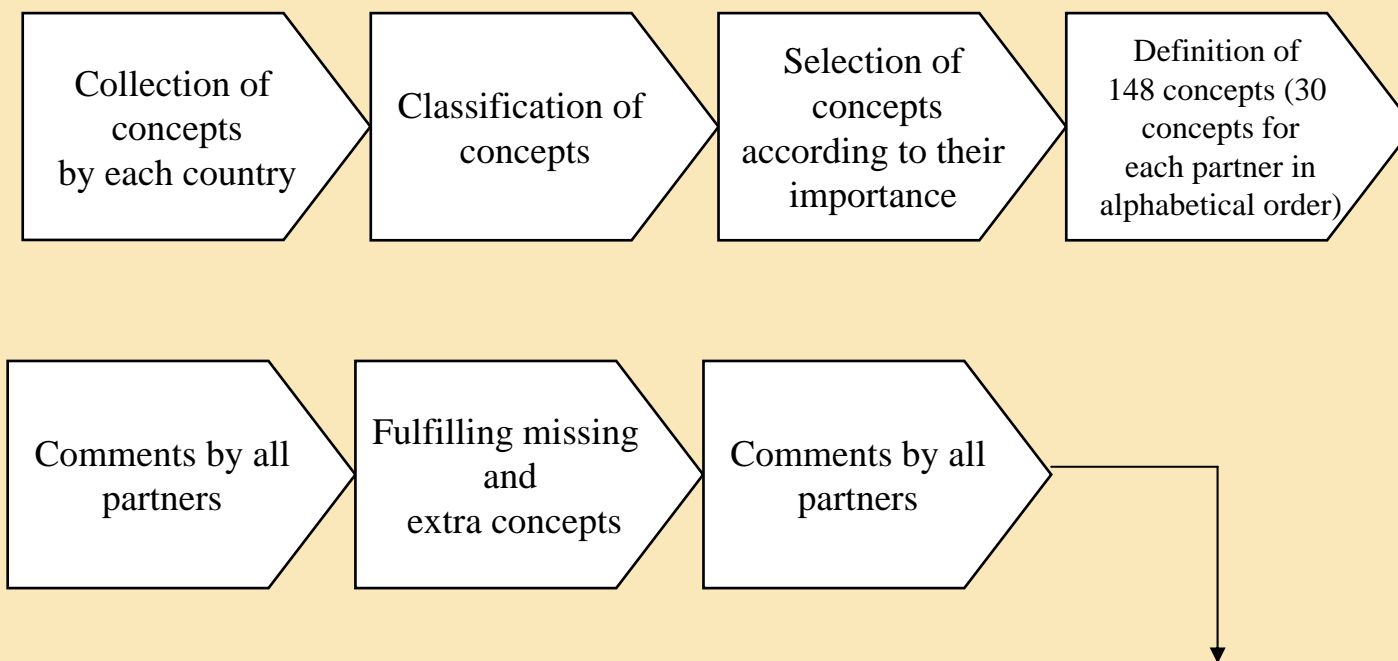 Collection of
concepts
by each country
Classification of
concepts
Selection of
concepts
according to their
importance
Definition of
148 concepts (30
concepts for
each partner in
alphabetical order)
Comments by all
partners
Fulfilling missing
and
extra concepts
Comments by all
partners